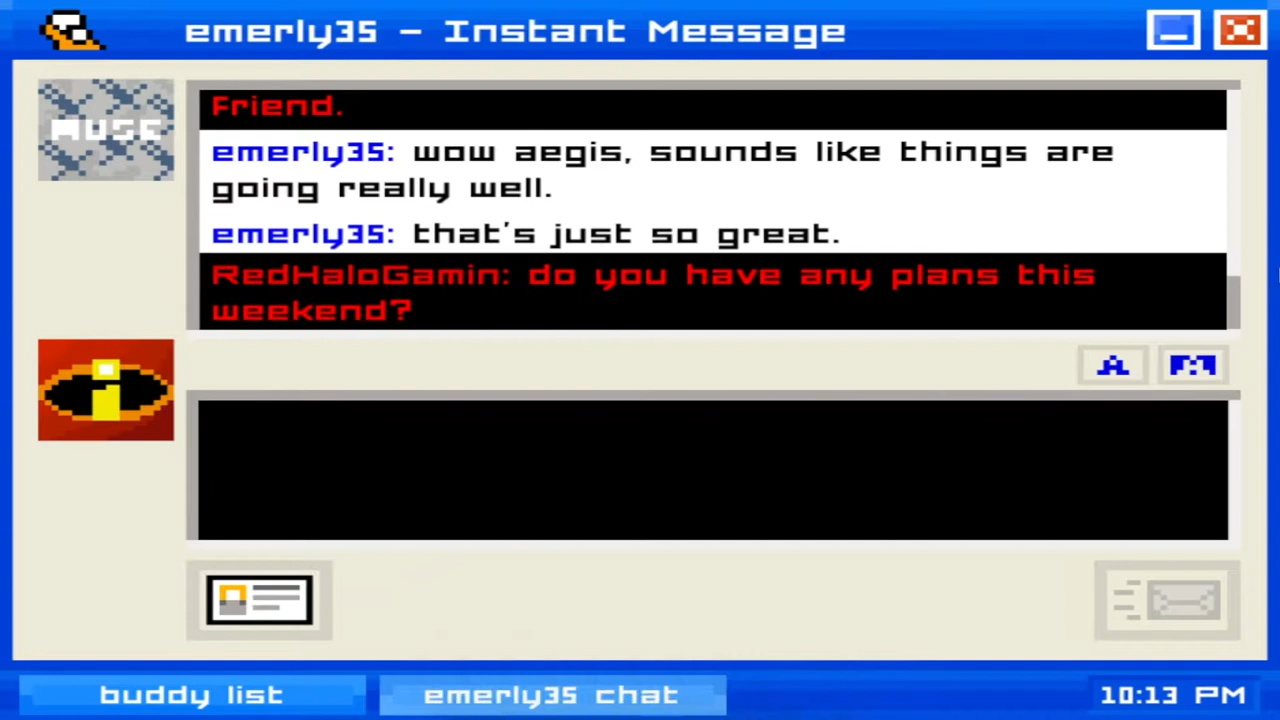 emerly35 - Instant Message
MUSE
Friend.
emerly35: wow aegis, sounds like things are
going really well.
emerly35: that's just so great.
RedHaloGamin: do you have any plans this
weekend?
i
A
buddy list
emerly35 chat
10:13 PM